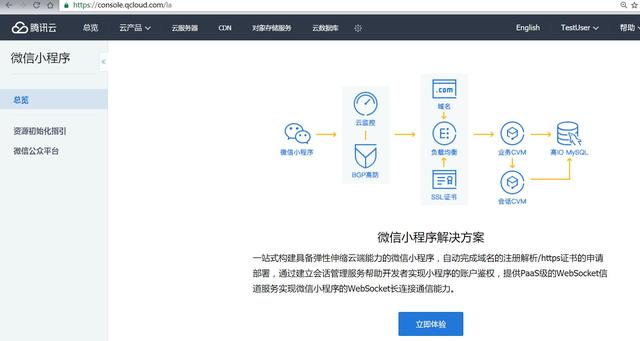 https://console.qcloud.com/la
腾讯云
总览
云产品
云服务器
CDN
对象存储服务
云数据库
English
TestUser
帮助
微信小程序
总览
资源初始化指引
微信公众平台
.com
域名
云监控
微信小程序
负载均衡
业务CVM
高IO MySQL
BGP高防
SSL证书
会话CVM
微信小程序解决方案
一站式构建具备弹性伸缩云端能力的微信小程序，自动完成域名的注册解析/https证书的申请
部署，通过建立会话管理服务帮助开发者实现小程序的账户鉴权，提供PaaS级的WebSocket信
道服务实现微信小程序的WebSocket长连接通信能力。
立即体验